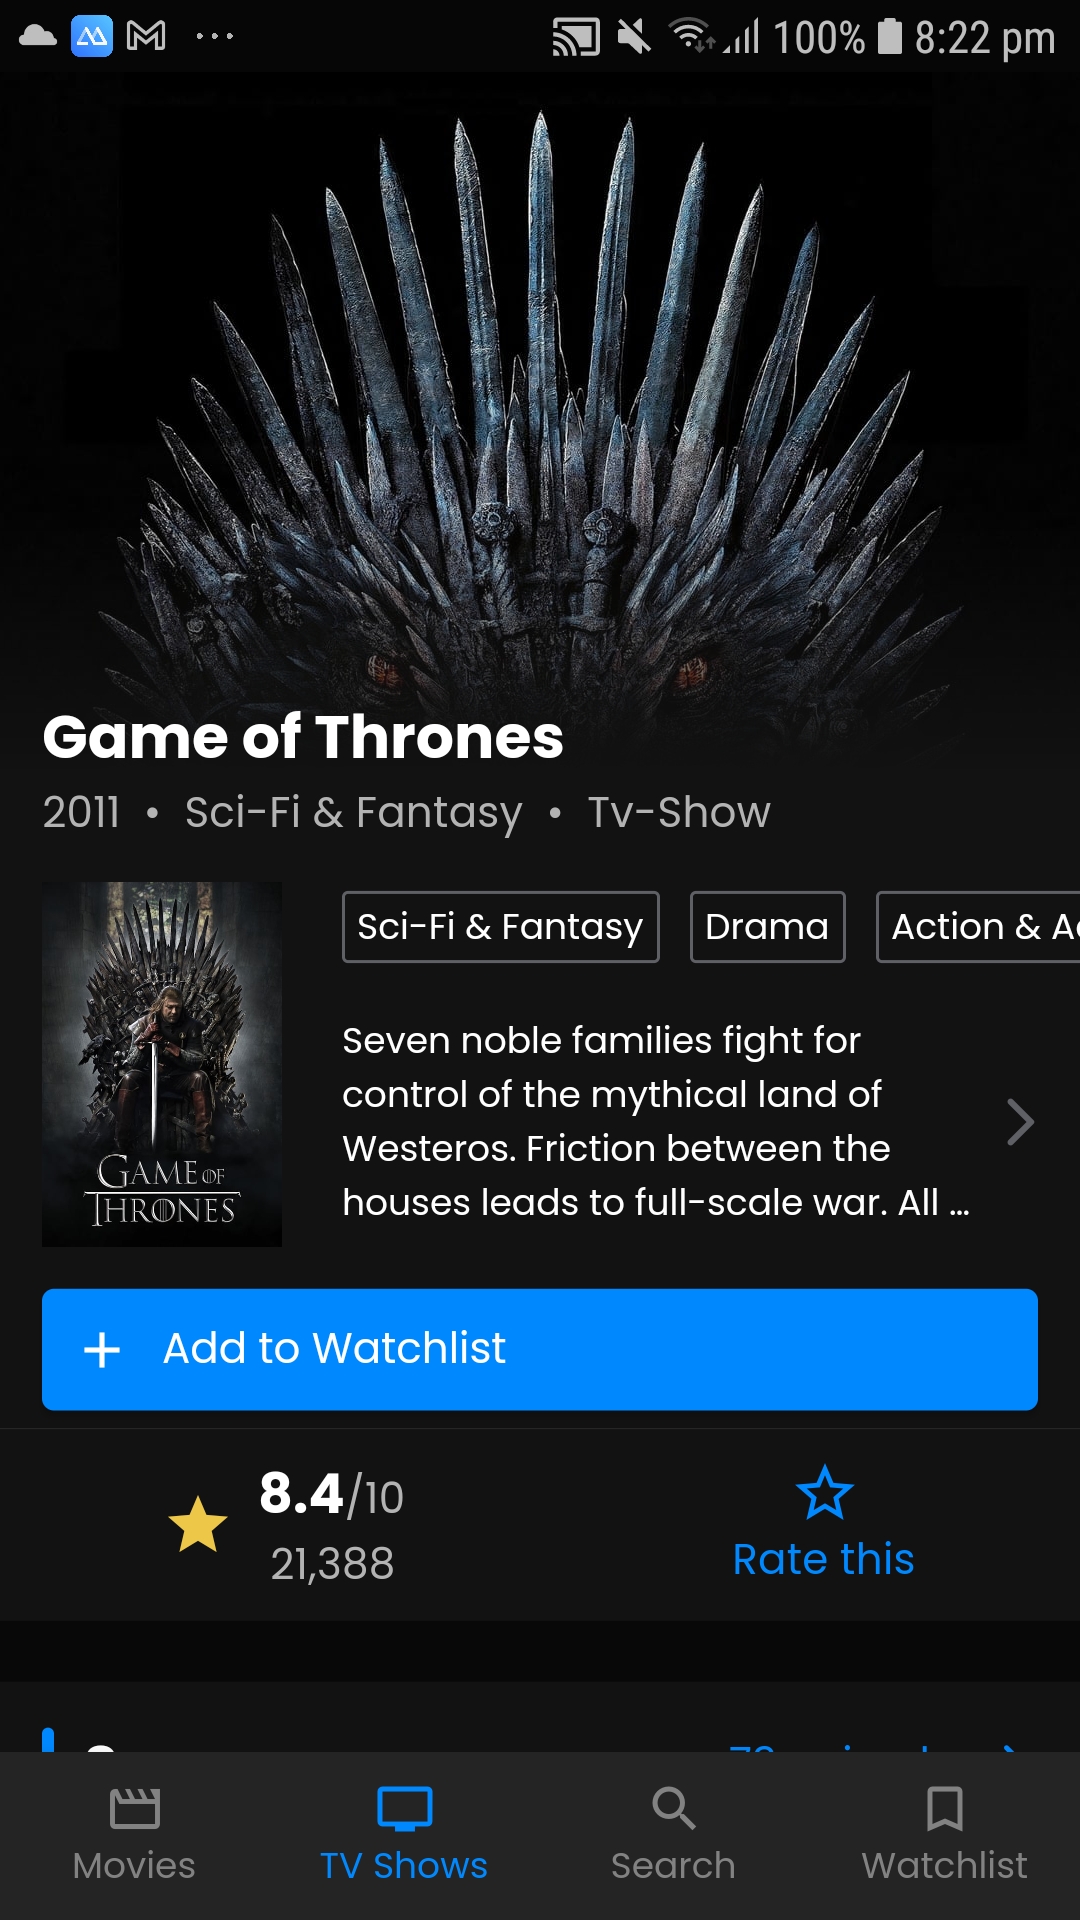 100% 8:22 pm
Game of Thrones
2011 • Sci-Fi & Fantasy • Tv-Show
Sci-Fi & Fantasy Drama Action &
Seven noble families fight for
control of the mythical land of
Westeros. Friction between the
houses leads to full-scale war. All ...
GAME OF
THRONES
Add to Watchlist
8.4/10
21,388
Rate this
Movies TV Shows Search Watchlist